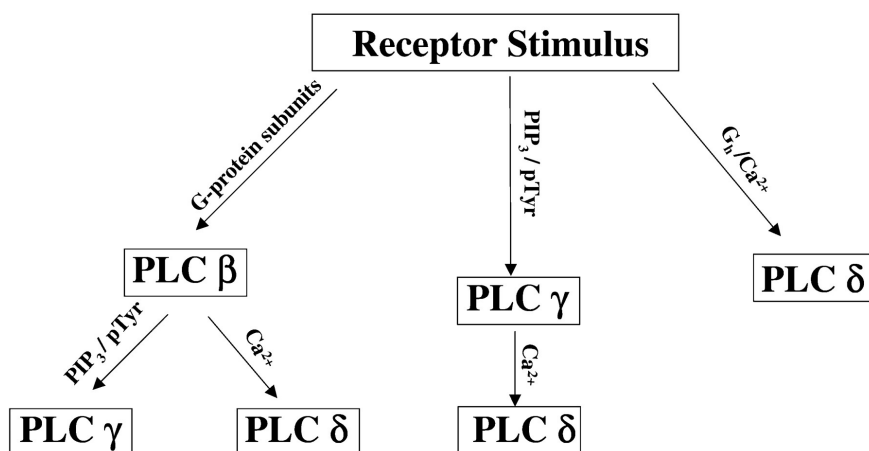 Receptor Stimulus
G-protein subunits
PIP₃ / pTyr
Gₕ/Ca²⁺
PLC β
PLC γ
PLC δ
PIP₃ / pTyr
Ca²⁺
Ca²⁺
PLC γ
PLC δ
PLC δ